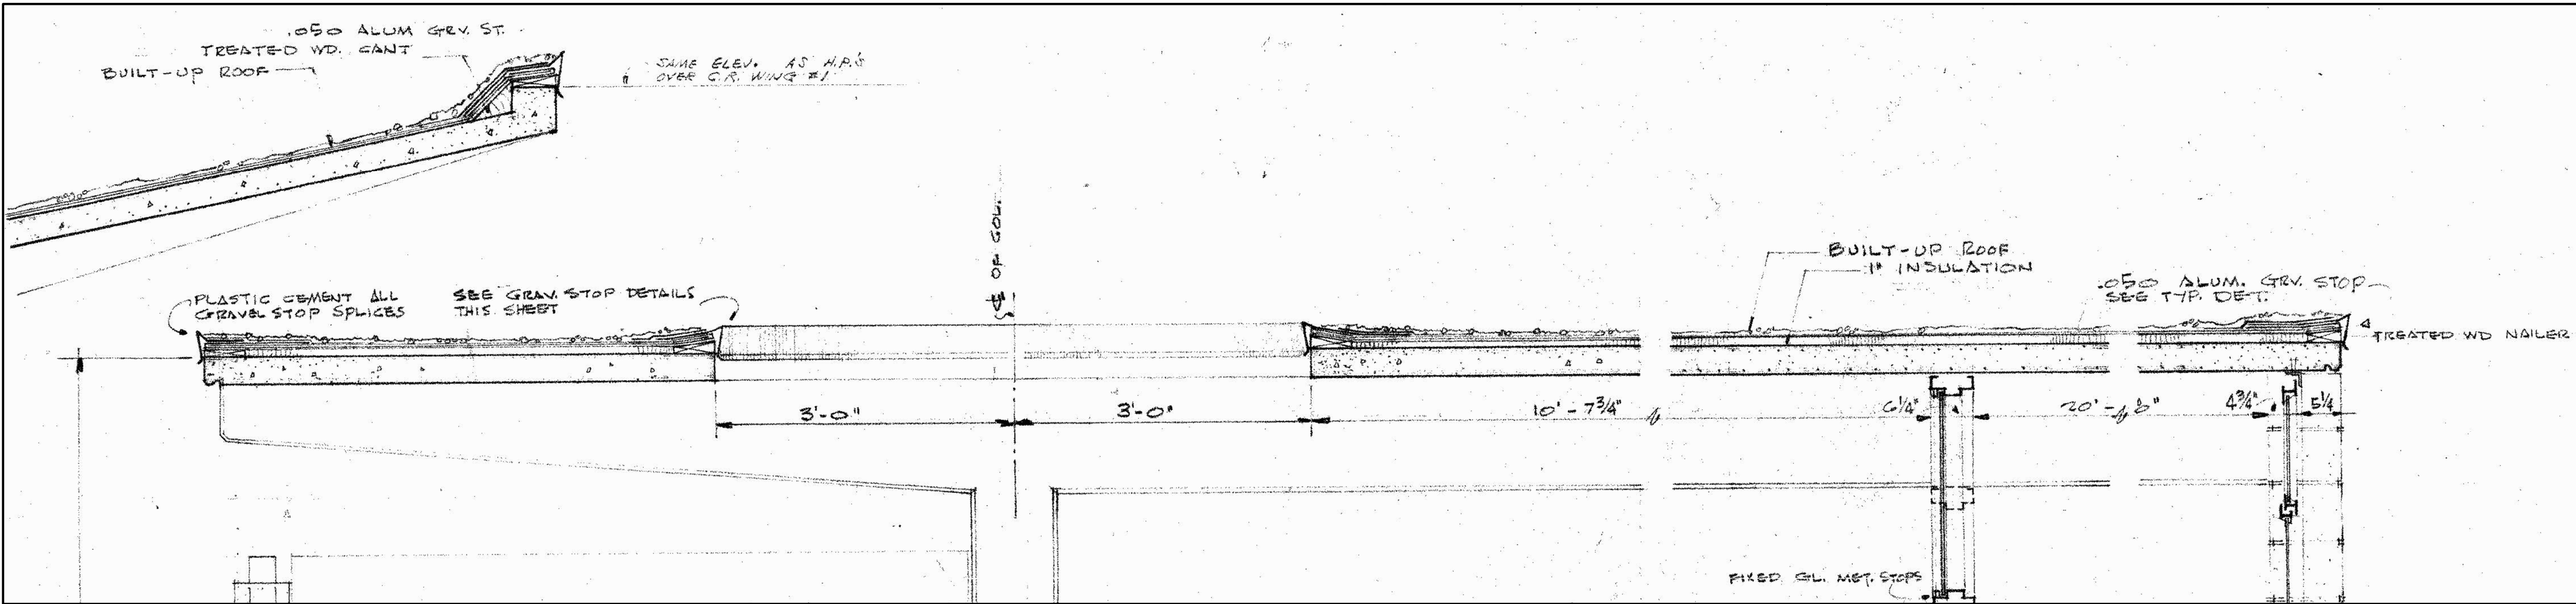 .050 ALUM GRV. ST.
TREATED WD. CANT
BUILT-UP ROOF
SAME ELEV. AS H.P.'S
OVER C.R. WING #1
℄ OF COL.
PLASTIC CEMENT ALL
GRAVEL STOP SPLICES
SEE GRAV. STOP DETAILS
THIS SHEET
BUILT-UP ROOF
1" INSULATION
.050 ALUM. GRV. STOP
SEE TYP. DET.
TREATED WD NAILER
3'-0"
3'-0"
10'-7¾"
6¼"
4¾"
5¼
FIXED GL. MET. STOPS